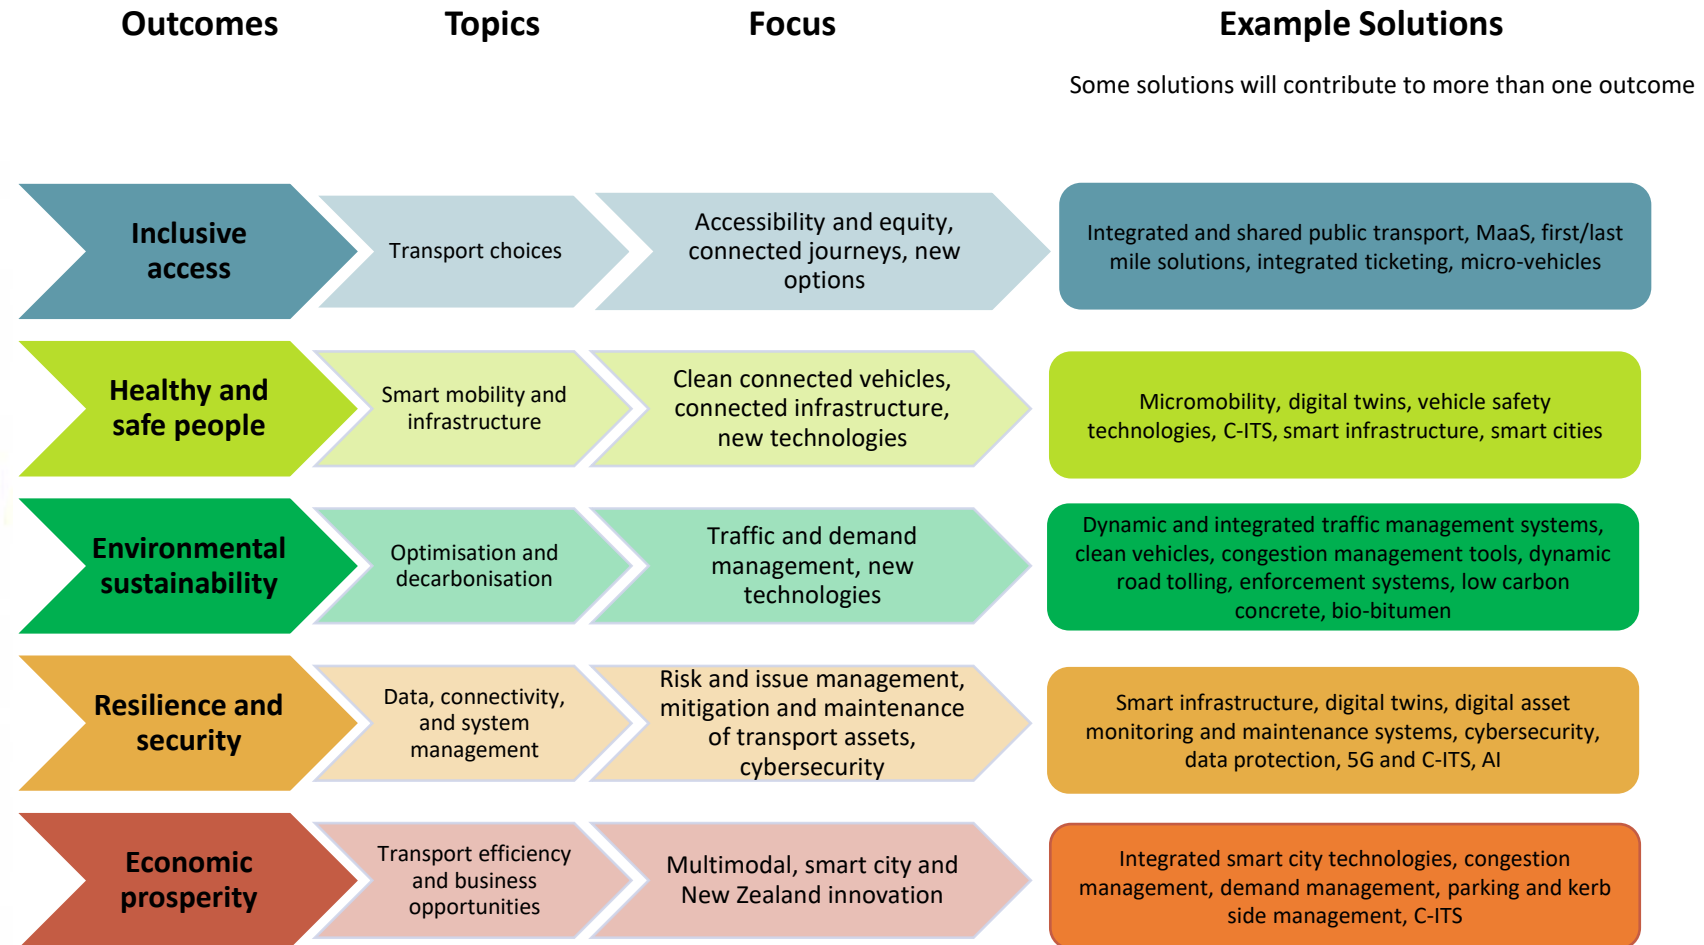 Outcomes
Topics
Focus
Example Solutions
Some solutions will contribute to more than one outcome
Inclusive
access
Transport choices
Accessibility and equity,
connected journeys, new
options
Integrated and shared public transport, MaaS, first/last
mile solutions, integrated ticketing, micro-vehicles
Healthy and
safe people
Smart mobility and
infrastructure
Clean connected vehicles,
connected infrastructure,
new technologies
Micromobility, digital twins, vehicle safety
technologies, C-ITS, smart infrastructure, smart cities
Environmental
sustainability
Optimisation and
decarbonisation
Traffic and demand
management, new
technologies
Dynamic and integrated traffic management systems,
clean vehicles, congestion management tools, dynamic
road tolling, enforcement systems, low carbon
concrete, bio-bitumen
Resilience and
security
Data, connectivity,
and system
management
Risk and issue management,
mitigation and maintenance
of transport assets,
cybersecurity
Smart infrastructure, digital twins, digital asset
monitoring and maintenance systems, cybersecurity,
data protection, 5G and C-ITS, AI
Economic
prosperity
Transport efficiency
and business
opportunities
Multimodal, smart city and
New Zealand innovation
Integrated smart city technologies, congestion
management, demand management, parking and kerb
side management, C-ITS